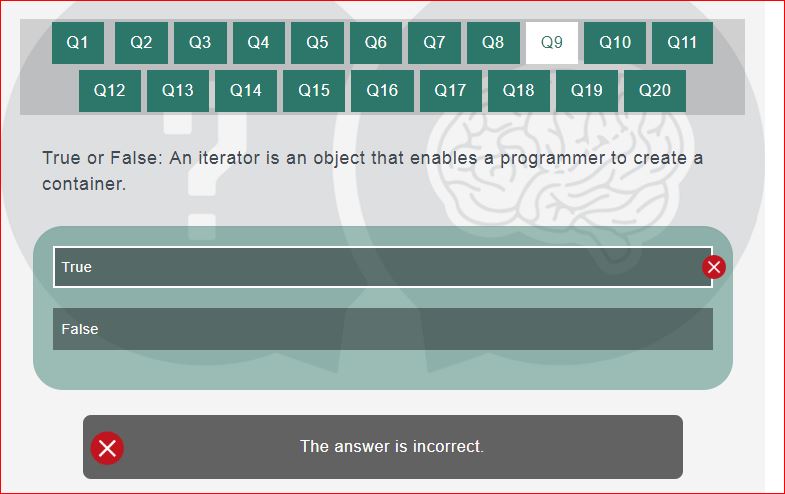 Q1 Q2 Q3 Q4 Q5 Q6 Q7 Q8 Q9 Q10 Q11
Q12 Q13 Q14 Q15 Q16 Q17 Q18 Q19 Q20
True or False: An iterator is an object that enables a programmer to create a
container.
True
False
The answer is incorrect.